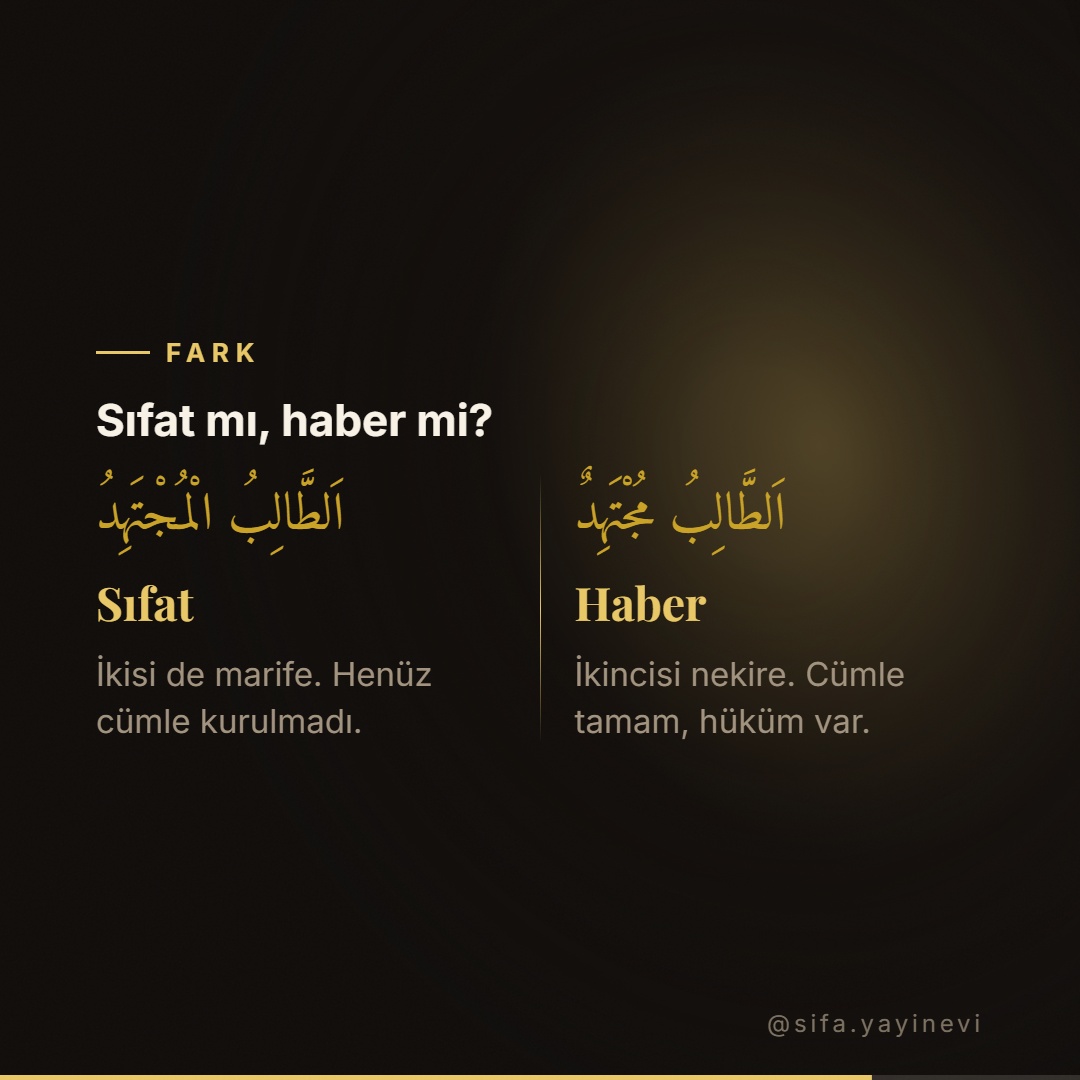 FARK
Sıfat mı, haber mi?
اَلطَّالِبُ الْمُجْتَهِدُ
Sıfat
İkisi de marife. Henüz
cümle kurulmadı.
اَلطَّالِبُ مُجْتَهِدٌ
Haber
İkincisi nekire. Cümle
tamam, hüküm var.
@sifa.yayinevi